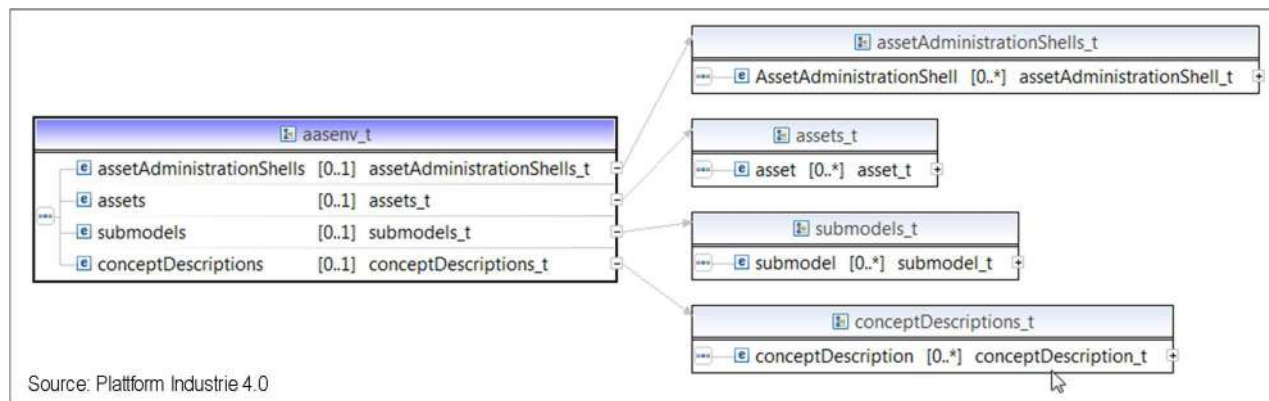 aasenv_t
assetAdministrationShells [0..1] assetAdministrationShells_t
assets [0..1] assets_t
submodels [0..1] submodels_t
conceptDescriptions [0..1] conceptDescriptions_t
assetAdministrationShells_t
AssetAdministrationShell [0..*] assetAdministrationShell_t
assets_t
asset [0..*] asset_t
submodels_t
submodel [0..*] submodel_t
conceptDescriptions_t
conceptDescription [0..*] conceptDescription_t
Source: Plattform Industrie 4.0